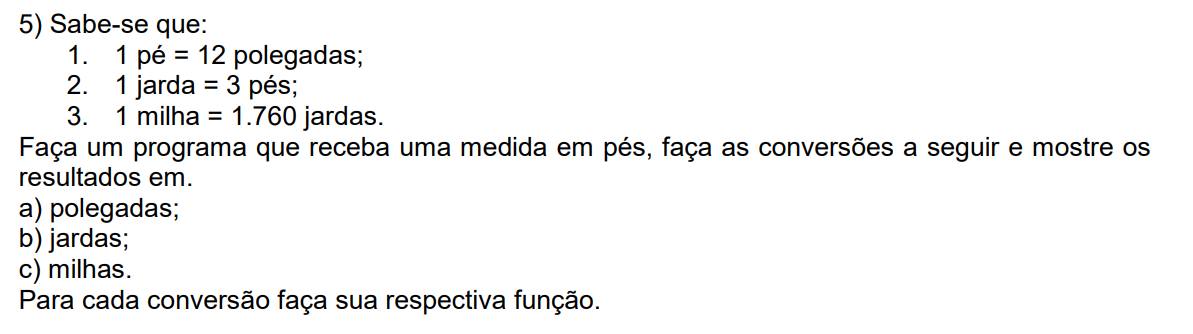 5) Sabe-se que:
1. 1 pé = 12 polegadas;
2. 1 jarda = 3 pés;
3. 1 milha = 1.760 jardas.
Faça um programa que receba uma medida em pés, faça as conversões a seguir e mostre os
resultados em.
a) polegadas;
b) jardas;
c) milhas.
Para cada conversão faça sua respectiva função.